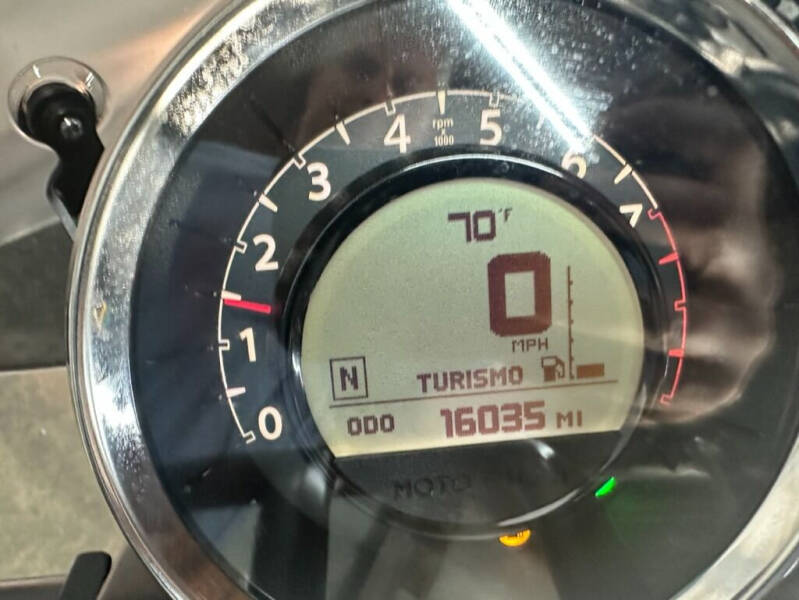 0
1
2
3
4
5
6
7
rpm
x
1000
70°F
0
MPH
N
TURISMO
ODO 16035 MI
MOTO